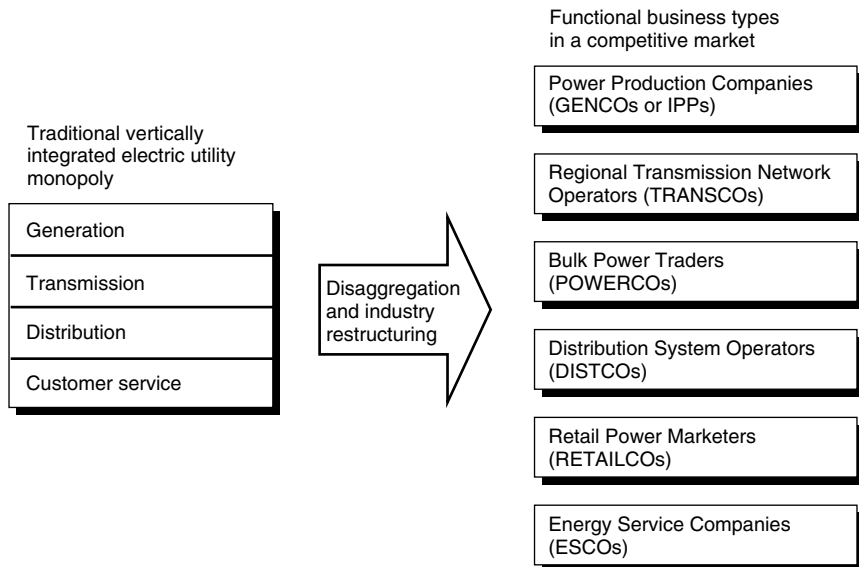 Traditional vertically
integrated electric utility
monopoly
Generation
Transmission
Distribution
Customer service
Disaggregation
and industry
restructuring
Functional business types
in a competitive market
Power Production Companies
(GENCOs or IPPs)
Regional Transmission Network
Operators (TRANSCOs)
Bulk Power Traders
(POWERCOs)
Distribution System Operators
(DISTCOs)
Retail Power Marketers
(RETAILCOs)
Energy Service Companies
(ESCOs)